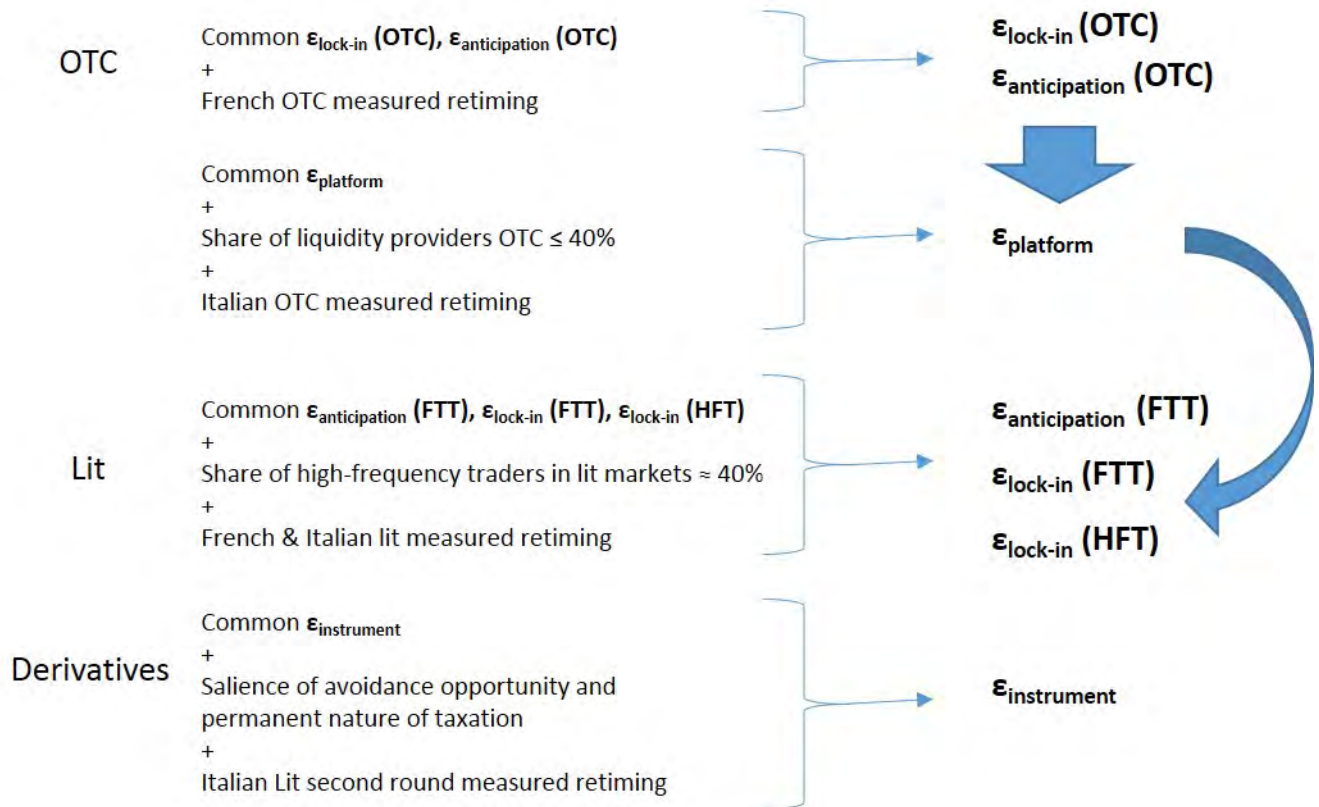 OTC
Common εlock-in (OTC), εanticipation (OTC)
+
French OTC measured retiming
εlock-in (OTC)
εanticipation (OTC)
Common εplatform
+
Share of liquidity providers OTC ≤ 40%
+
Italian OTC measured retiming
εplatform
Lit
Common εanticipation (FTT), εlock-in (FTT), εlock-in (HFT)
+
Share of high-frequency traders in lit markets ≈ 40%
+
French & Italian lit measured retiming
εanticipation (FTT)
εlock-in (FTT)
εlock-in (HFT)
Derivatives
Common εinstrument
+
Salience of avoidance opportunity and
permanent nature of taxation
+
Italian Lit second round measured retiming
εinstrument